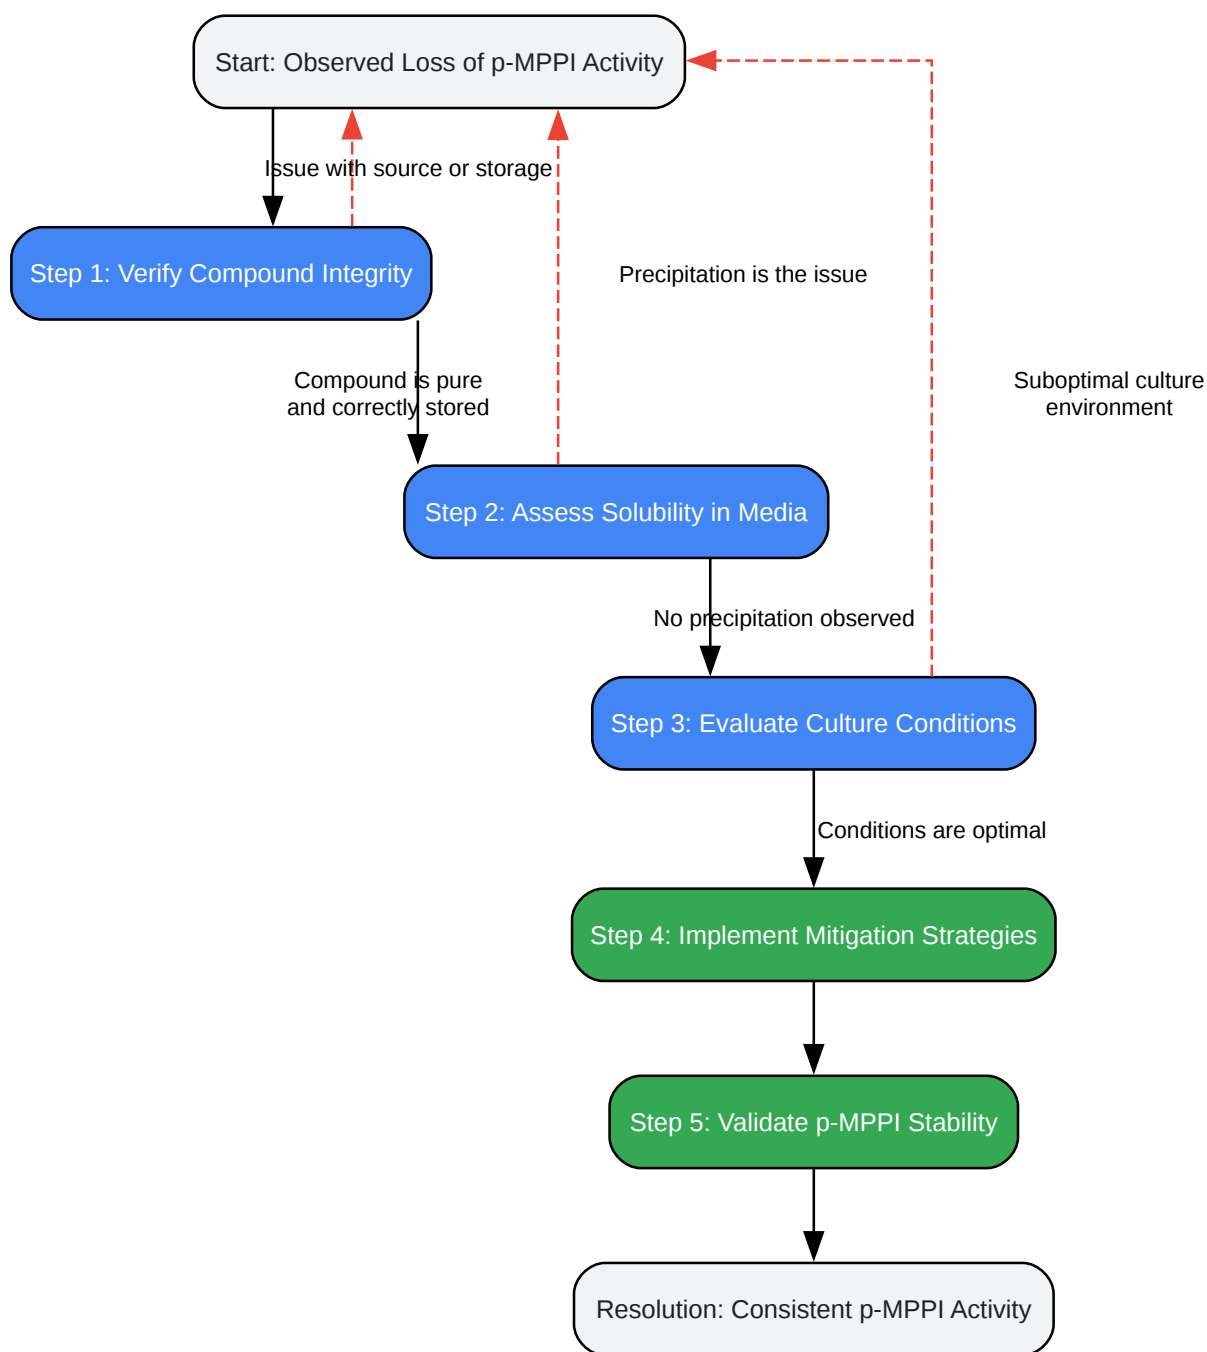 Start: Observed Loss of p-MPPI Activity
Issue with source or storage
Step 1: Verify Compound Integrity
Precipitation is the issue
Compound is pure
and correctly stored
Suboptimal culture
environment
Step 2: Assess Solubility in Media
No precipitation observed
Step 3: Evaluate Culture Conditions
Conditions are optimal
Step 4: Implement Mitigation Strategies
Step 5: Validate p-MPPI Stability
Resolution: Consistent p-MPPI Activity